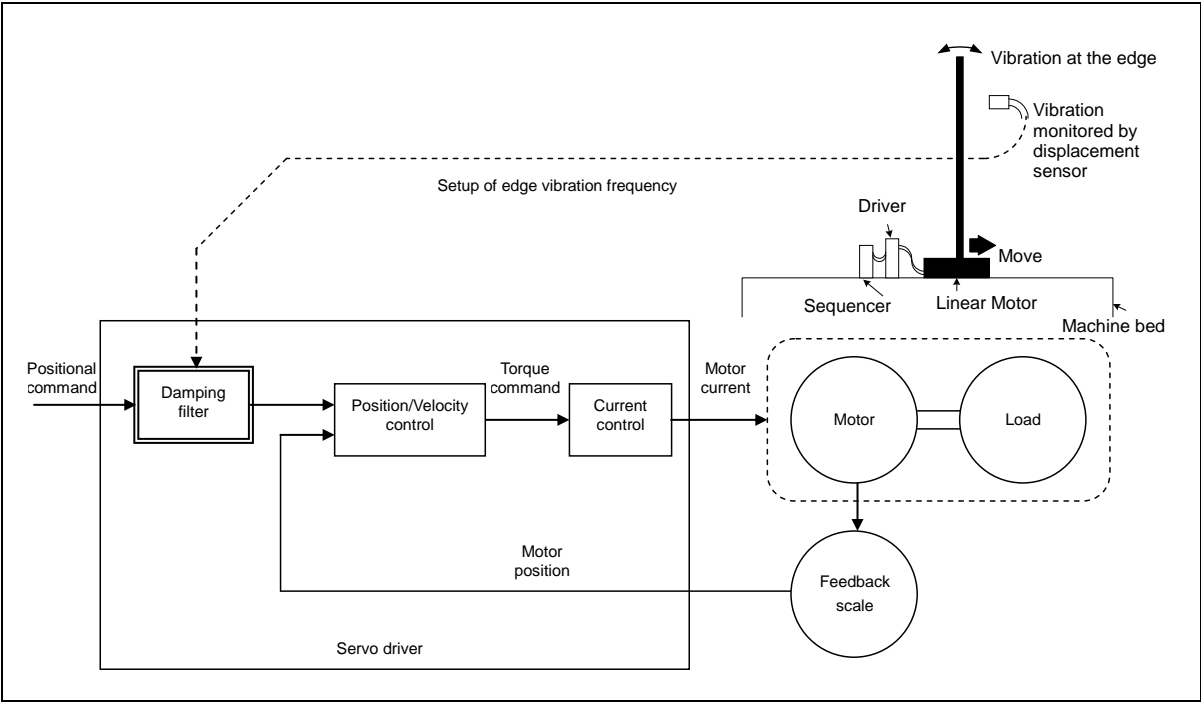 Vibration at the edge
Vibration
monitored by
displacement
sensor
Setup of edge vibration frequency
Driver
Move
Sequencer
Linear Motor
Machine bed
Positional
command
Damping
filter
Position/Velocity
control
Torque
command
Current
control
Motor
current
Motor
Load
Motor
position
Feedback
scale
Servo driver